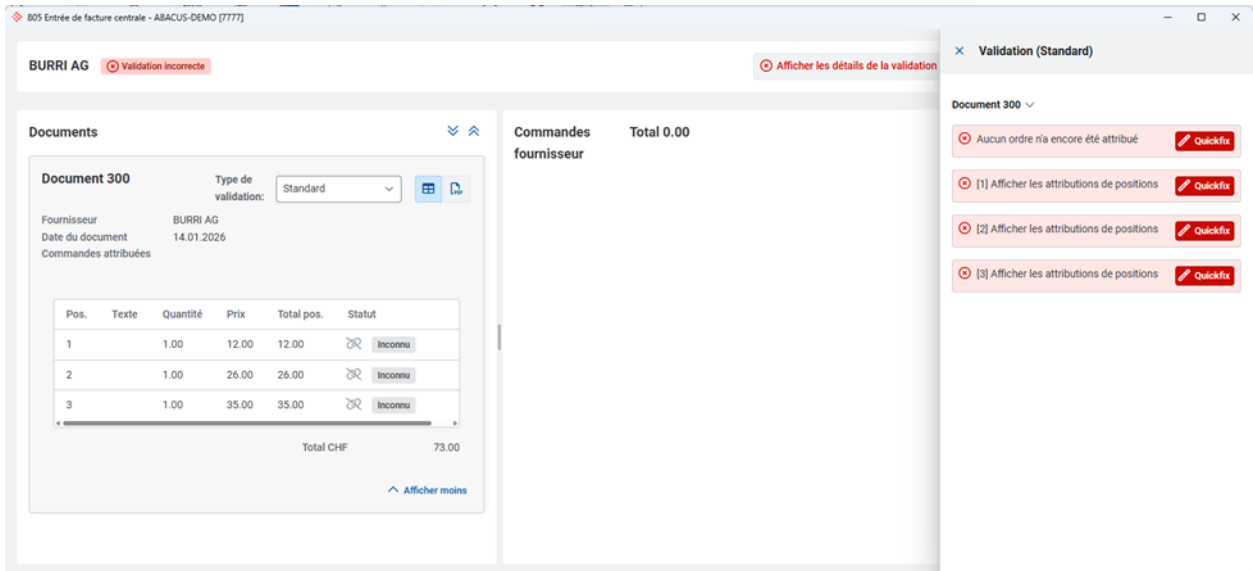 805 Entrée de facture centrale - ABACUS-DEMO [7777]
BURRI AG
Validation incorrecte
Afficher les détails de la validation
Documents
Document 300
Type de
validation:
Standard
Fournisseur BURRI AG
Date du document 14.01.2026
Commandes attribuées
Pos. Texte Quantité Prix Total pos. Statut
1 1.00 12.00 12.00 Inconnu
2 1.00 26.00 26.00 Inconnu
3 1.00 35.00 35.00 Inconnu
Total CHF 73.00
Afficher moins
Commandes
fournisseur
Total 0.00
Validation (Standard)
Document 300
Aucun ordre n'a encore été attribué Quickfix
[1] Afficher les attributions de positions Quickfix
[2] Afficher les attributions de positions Quickfix
[3] Afficher les attributions de positions Quickfix